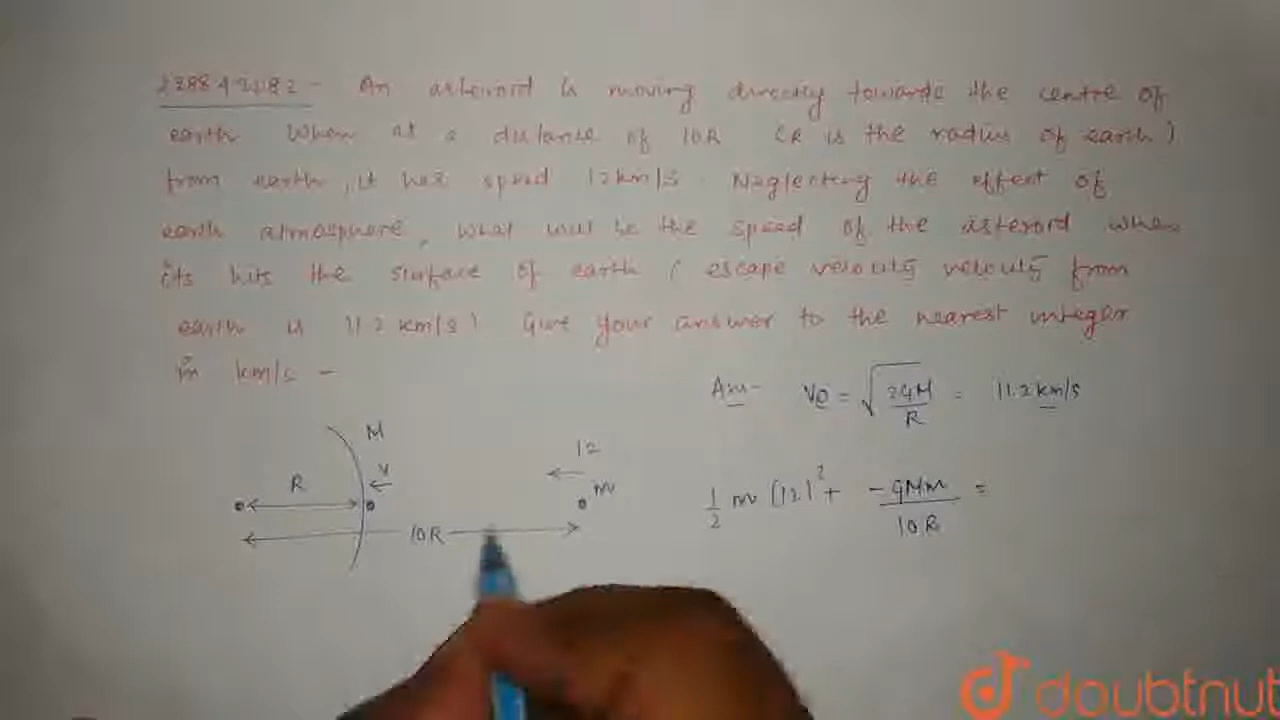 228842082 - An asteroid is moving directly towards the centre of
earth When at a distance of 10R (R is the radius of earth)
from earth, it has speed 12km/s. Neglecting the effect of
earth atmosphere, what will be the speed of the asteroid when
its hits the surface of earth ( escape velocity velocity from
earth is 11.2 km/s) Give your answer to the nearest integer
in km/s -
Ans - Ve = √2GM/R = 11.2 km/s
M
12
R
V
m
10R
1/2 m (12)² + -GMm/10R =
doubtnut